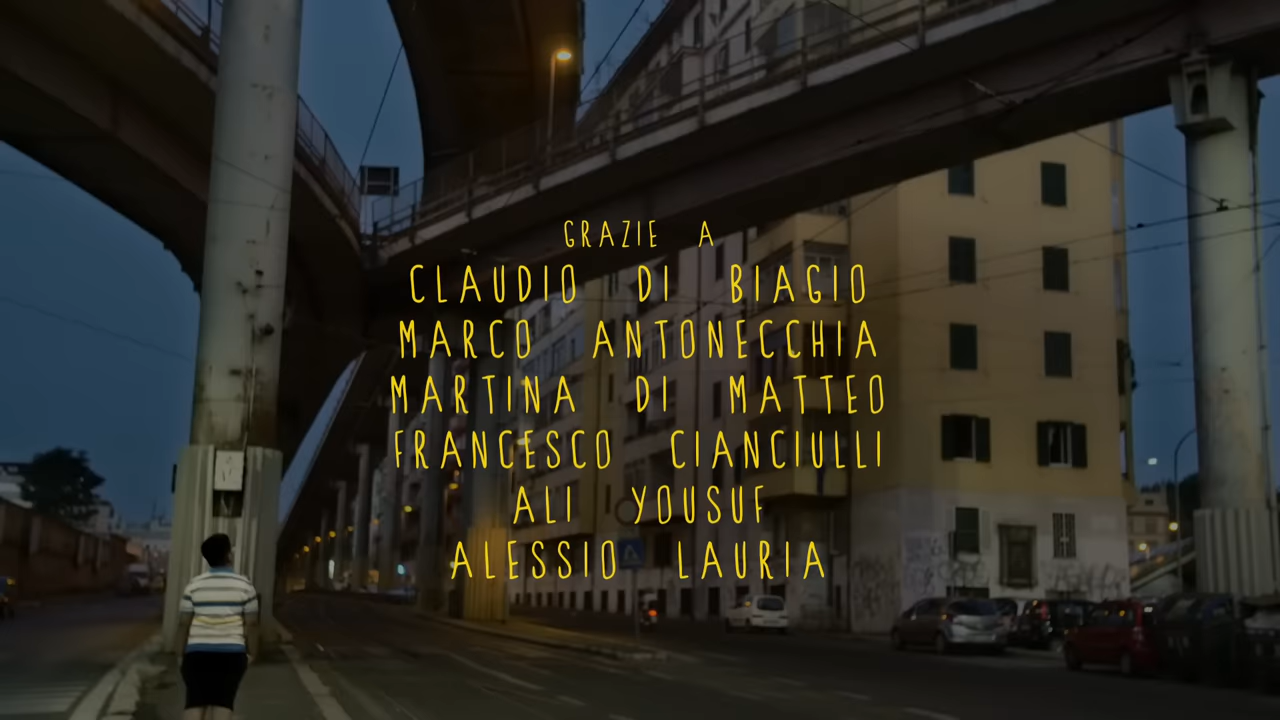 GRAZIE A
CLAUDIO DI BIAGIO
MARCO ANTONECCHIA
MARTINA DI MATTEO
FRANCESCO CIANCIULLI
ALI YOUSUF
ALESSIO LAURIA